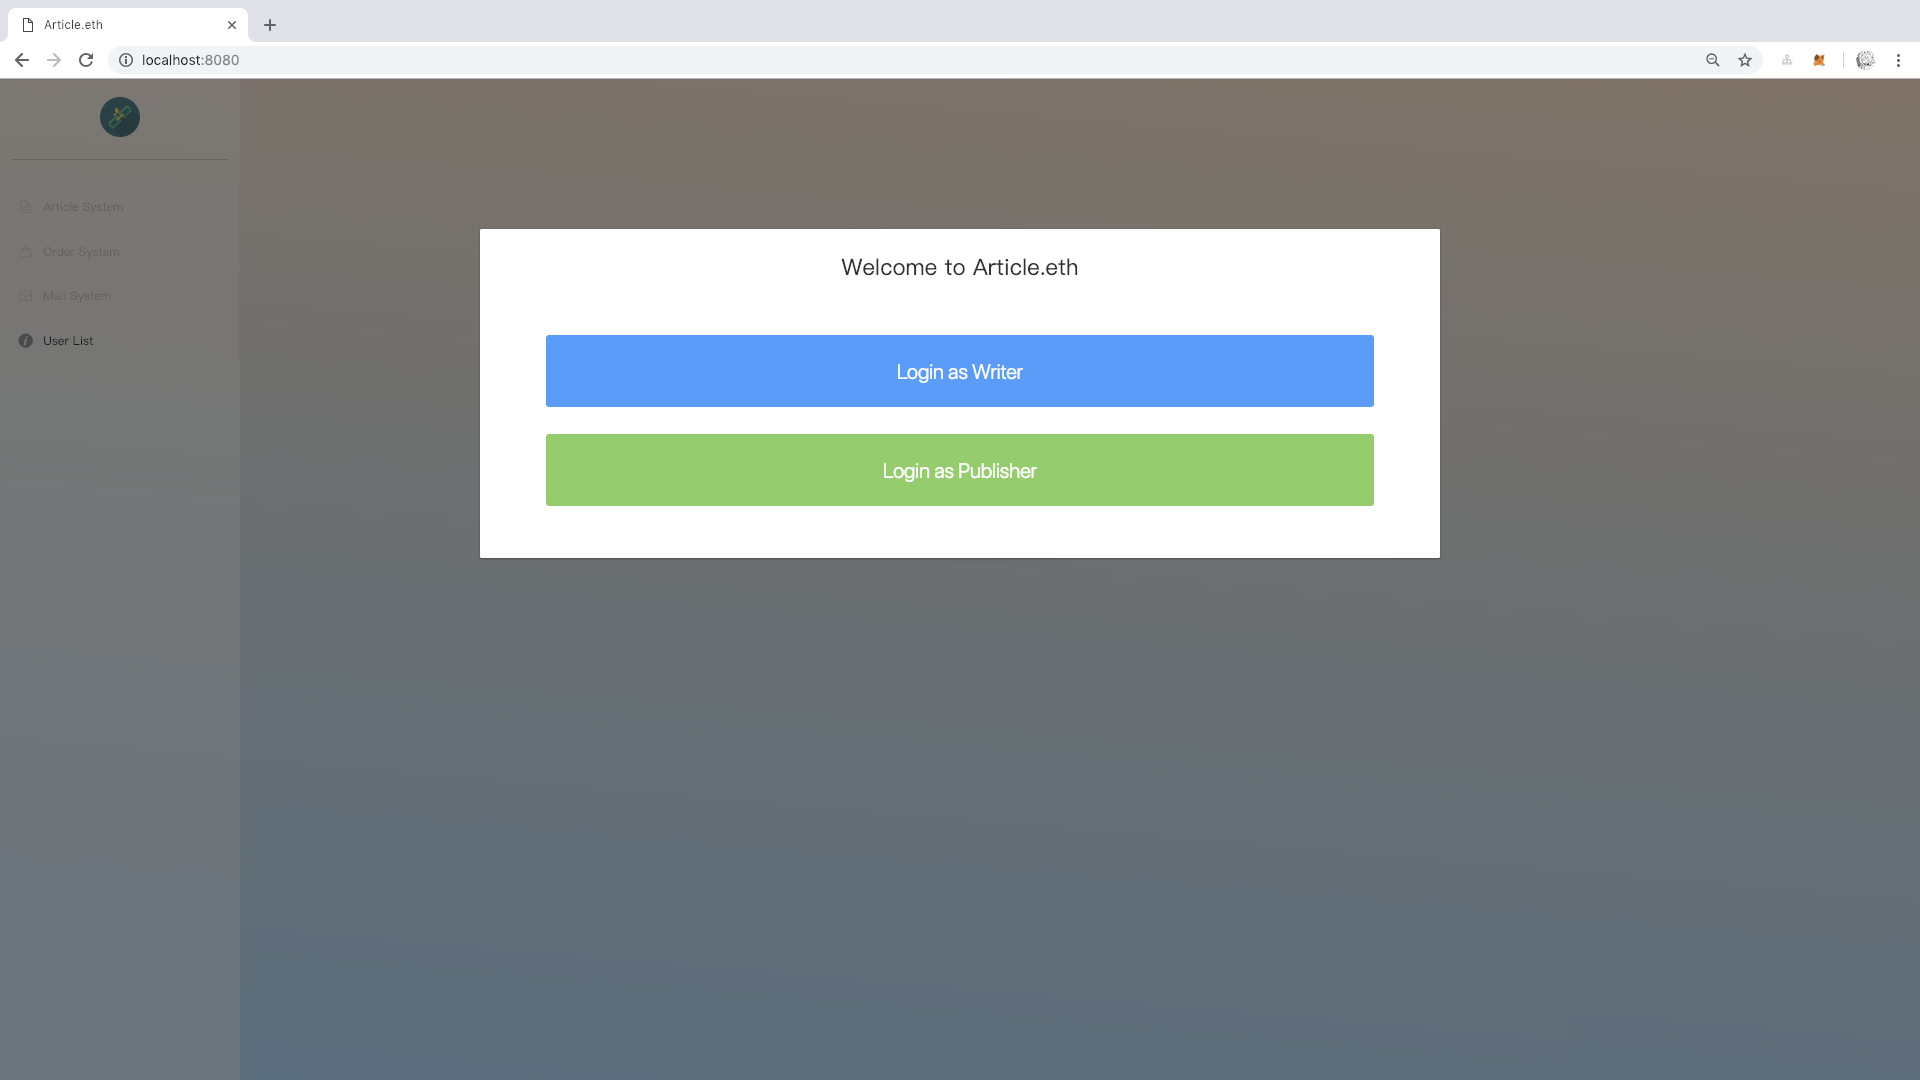 Article.eth
localhost:8080
Article System
Order System
Mail System
User List
Welcome to Article.eth
Login as Writer
Login as Publisher